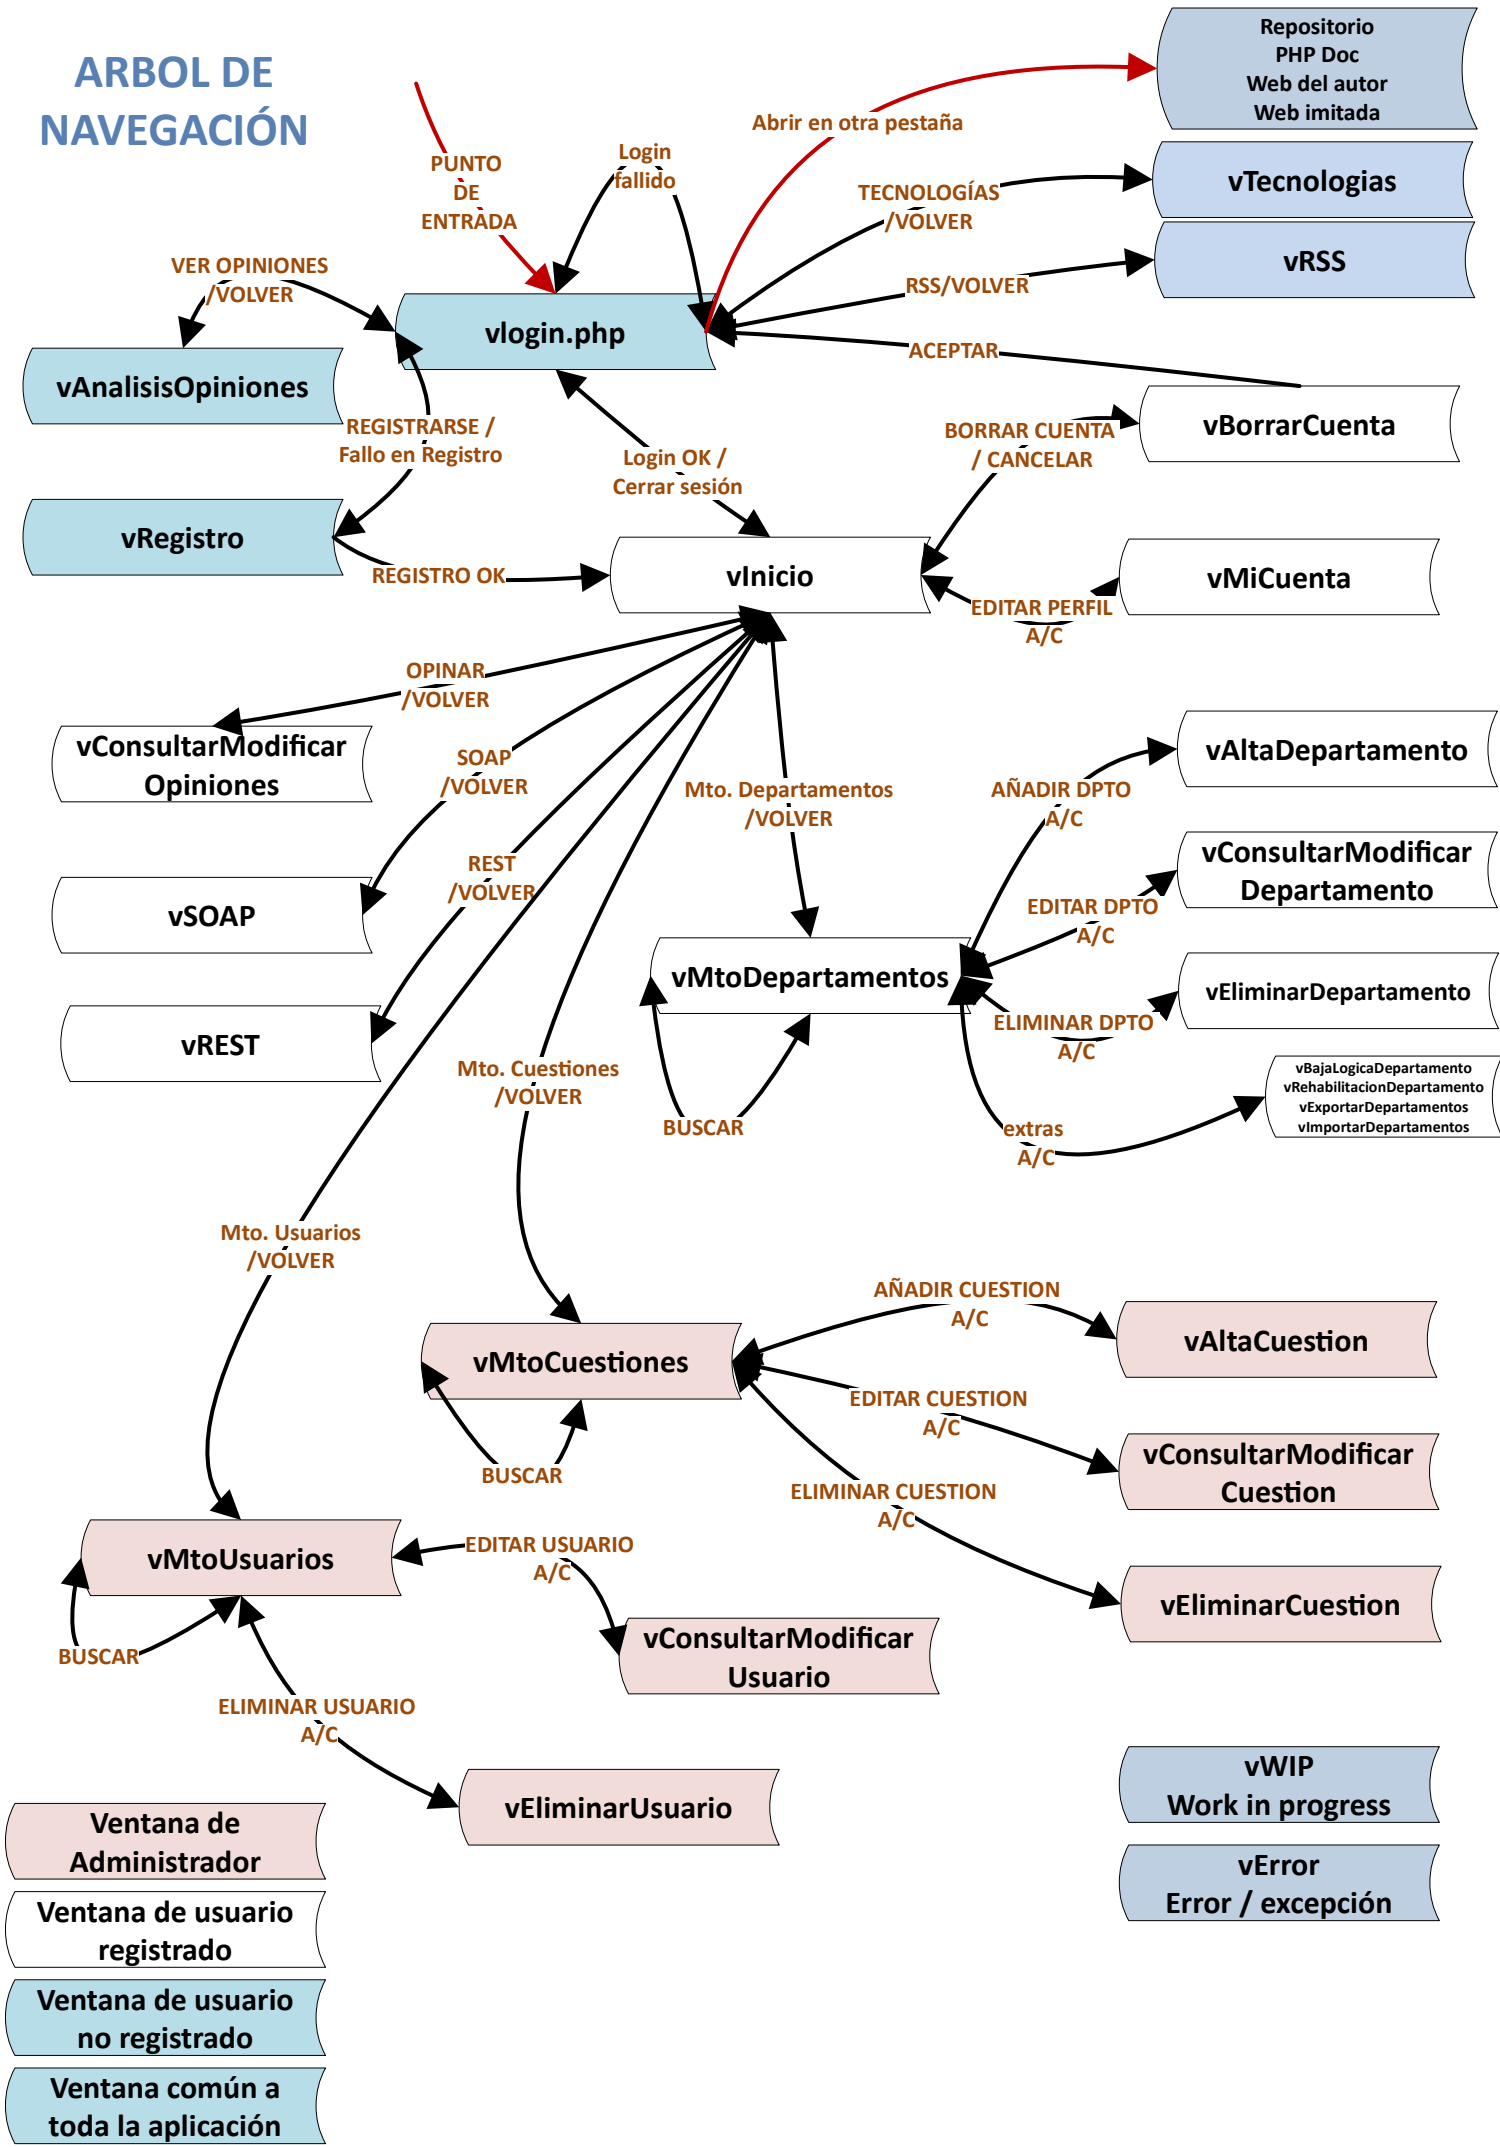 ARBOL DE
NAVEGACIÓN
PUNTO
DE
ENTRADA
Login
fallido
Abrir en otra pestaña
Repositorio
PHP Doc
Web del autor
Web imitada
TECNOLOGÍAS
/VOLVER
vTecnologias
RSS/VOLVER
vRSS
VER OPINIONES
/VOLVER
vlogin.php
ACEPTAR
vAnalisisOpiniones
REGISTRARSE /
Fallo en Registro
Login OK /
Cerrar sesión
BORRAR CUENTA
/ CANCELAR
vBorrarCuenta
vRegistro
REGISTRO OK
vInicio
EDITAR PERFIL
A/C
vMiCuenta
OPINAR
/VOLVER
vConsultarModificar
Opiniones
SOAP
/VOLVER
vSOAP
REST
/VOLVER
vREST
Mto. Departamentos
/VOLVER
AÑADIR DPTO
A/C
vAltaDepartamento
EDITAR DPTO
A/C
vConsultarModificar
Departamento
vMtoDepartamentos
ELIMINAR DPTO
A/C
vEliminarDepartamento
BUSCAR
extras
A/C
vBajaLogicaDepartamento
vRehabilitacionDepartamento
vExportarDepartamentos
vImportarDepartamentos
Mto. Cuestiones
/VOLVER
Mto. Usuarios
/VOLVER
vMtoCuestiones
AÑADIR CUESTION
A/C
vAltaCuestion
EDITAR CUESTION
A/C
vConsultarModificar
Cuestion
BUSCAR
ELIMINAR CUESTION
A/C
vEliminarCuestion
vMtoUsuarios
EDITAR USUARIO
A/C
vConsultarModificar
Usuario
BUSCAR
ELIMINAR USUARIO
A/C
vEliminarUsuario
vWIP
Work in progress
vError
Error / excepción
Ventana de
Administrador
Ventana de usuario
registrado
Ventana de usuario
no registrado
Ventana común a
toda la aplicación